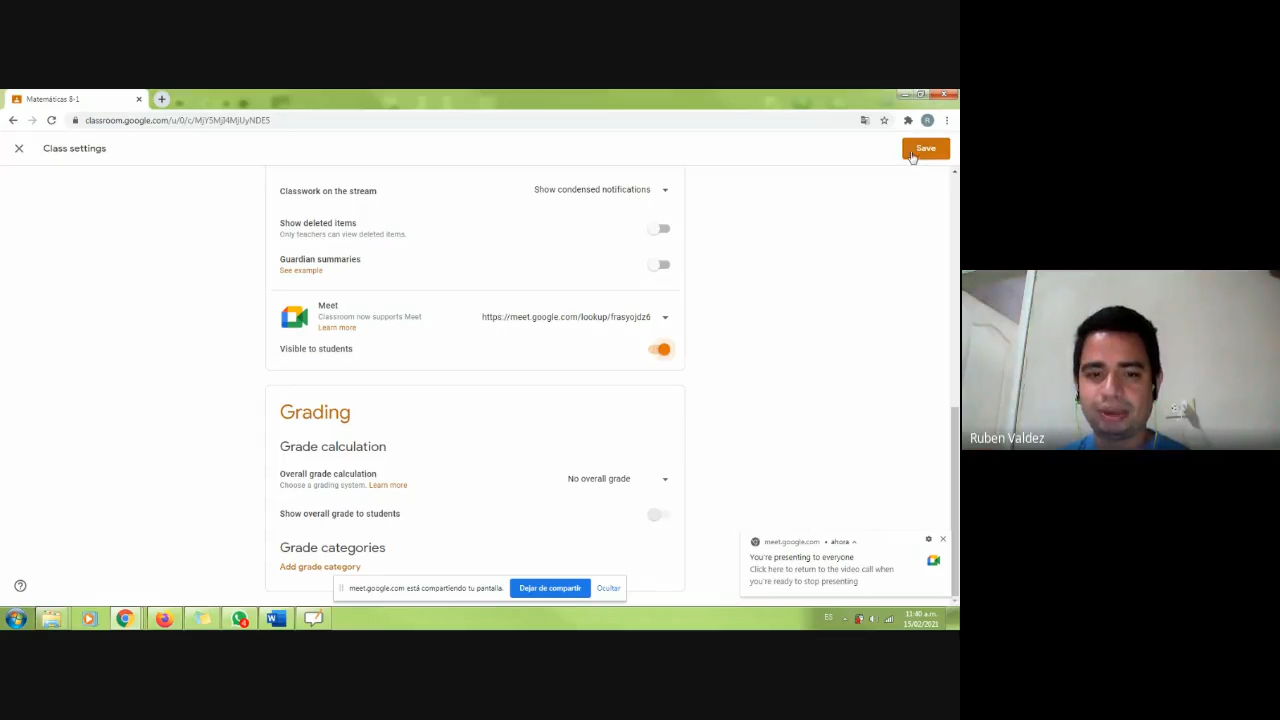 Matemáticas 8-1
classroom.google.com/u/0/c/MjY5MjI4MjUyNDE5
Class settings
Save
Classwork on the stream
Show condensed notifications
Show deleted items
Only teachers can view deleted items.
Guardian summaries
See example
Meet
Classroom now supports Meet
Learn more
https://meet.google.com/lookup/frasyojdz6
Visible to students
Grading
Grade calculation
Overall grade calculation
Choose a grading system. Learn more
No overall grade
Show overall grade to students
Grade categories
Add grade category
meet.google.com • ahora
You're presenting to everyone
Click here to return to the video call when
you're ready to stop presenting
meet.google.com está compartiendo tu pantalla.
Dejar de compartir
Ocultar
ES
11:40 a.m.
15/02/2021
Ruben Valdez